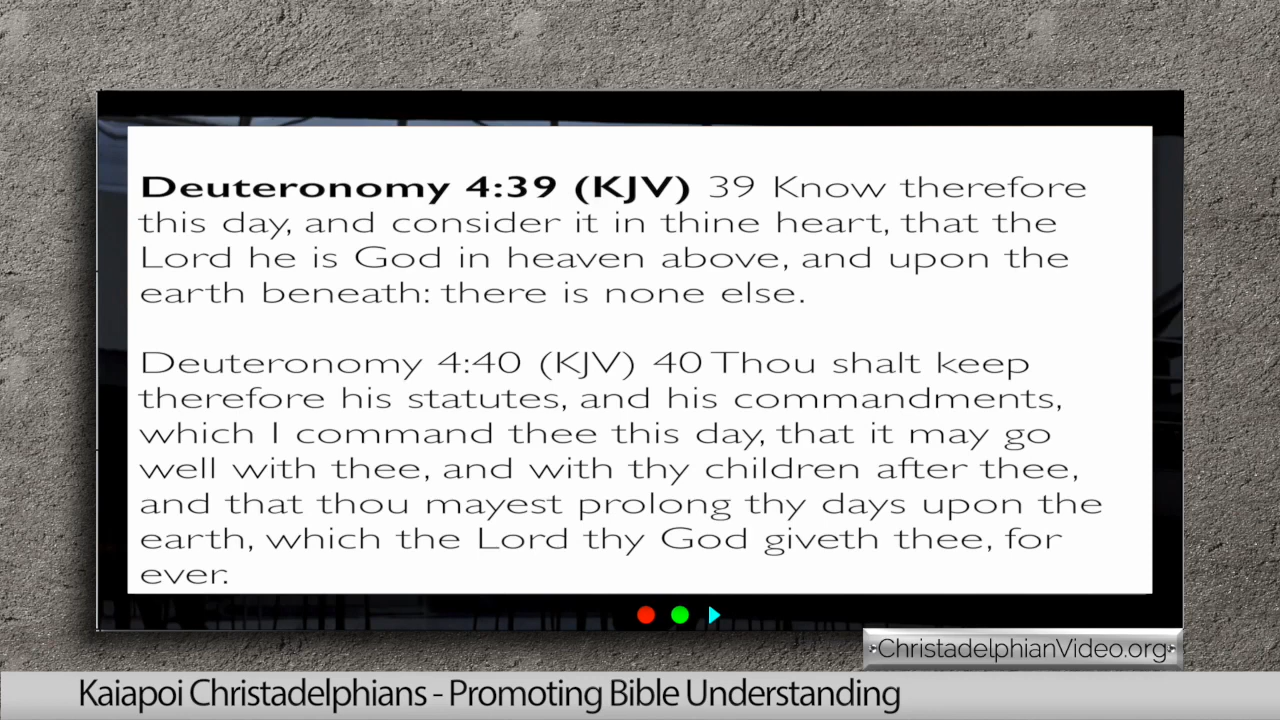 Deuteronomy 4:39 (KJV) 39 Know therefore
this day, and consider it in thine heart, that the
Lord he is God in heaven above, and upon the
earth beneath: there is none else.
Deuteronomy 4:40 (KJV) 40 Thou shalt keep
therefore his statutes, and his commandments,
which I command thee this day, that it may go
well with thee, and with thy children after thee,
and that thou mayest prolong thy days upon the
earth, which the Lord thy God giveth thee, for
ever.
ChristadelphianVideo.org
Kaiapoi Christadelphians - Promoting Bible Understanding